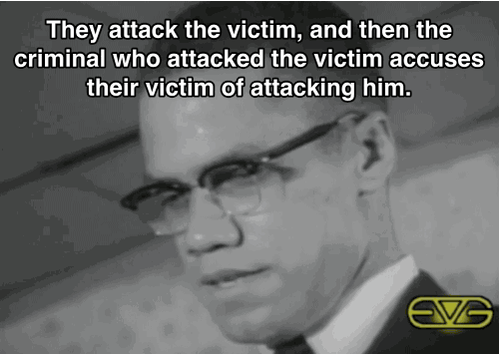 They attack the victim, and then the
criminal who attacked the victim accuses
their victim of attacking him.